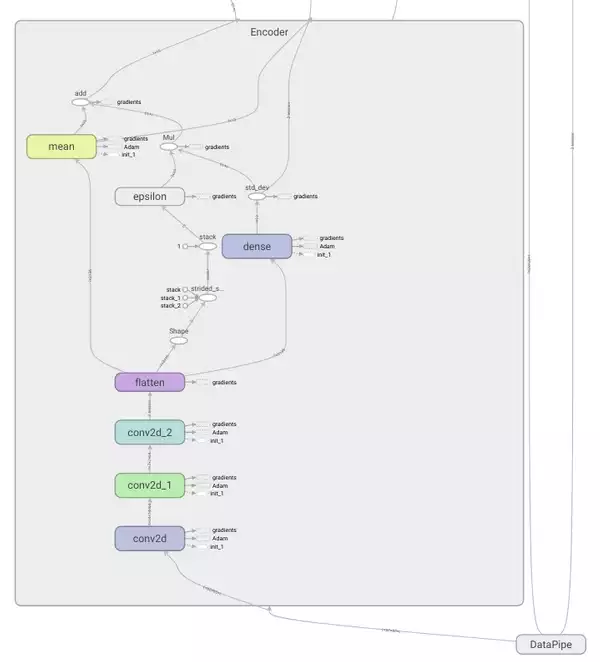 Encoder
add
gradients
Mul
gradients
mean
gradients
Adam
init_1
epsilon
gradients
std_dev
gradients
stack
1
dense
gradients
Adam
init_1
stack
stack_1
stack_2
strided_s...
Shape
flatten
gradients
conv2d_2
gradients
Adam
init_1
conv2d_1
gradients
Adam
init_1
conv2d
gradients
Adam
init_1
DataPipe